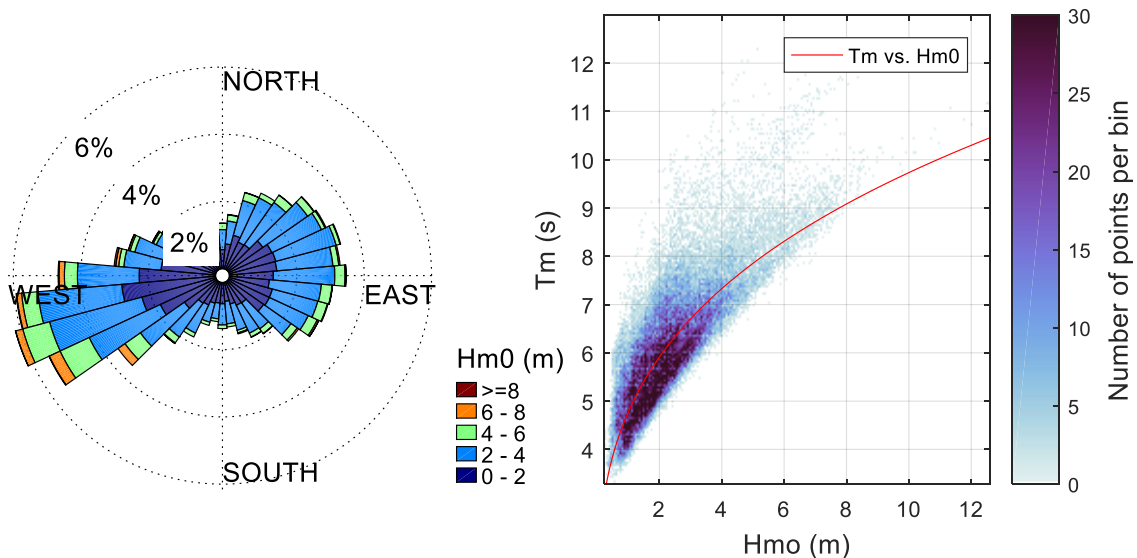 NORTH
6%
4%
2%
WEST
EAST
SOUTH
Hm0 (m)
>=8
6 - 8
4 - 6
2 - 4
0 - 2
Tm vs. Hm0
12
11
10
9
8
7
6
5
4
Tm (s)
2
4
6
8
10
12
Hmo (m)
30
25
20
15
10
5
0
Number of points per bin